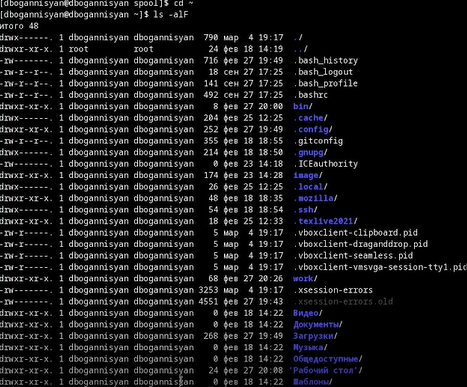 [dbogannisyan@dbogannisyan spool]$ cd ~
[dbogannisyan@dbogannisyan ~]$ ls -alF
итого 48
drwx------. 1 dbogannisyan dbogannisyan 790 мар 4 19:17 ./
drwxr-xr-x. 1 root root 24 фев 18 14:19 ../
-rw-------. 1 dbogannisyan dbogannisyan 716 фев 27 19:49 .bash_history
-rw-r--r--. 1 dbogannisyan dbogannisyan 18 сен 27 17:25 .bash_logout
-rw-r--r--. 1 dbogannisyan dbogannisyan 141 сен 27 17:25 .bash_profile
-rw-r--r--. 1 dbogannisyan dbogannisyan 492 сен 27 17:25 .bashrc
drwxr-xr-x. 1 dbogannisyan dbogannisyan 8 фев 27 20:00 bin/
drwx------. 1 dbogannisyan dbogannisyan 204 фев 25 12:25 .cache/
drwxr-xr-x. 1 dbogannisyan dbogannisyan 252 фев 27 19:49 .config/
-rw-r--r--. 1 dbogannisyan dbogannisyan 355 фев 18 18:55 .gitconfig
drwx------. 1 dbogannisyan dbogannisyan 214 фев 18 18:50 .gnupg/
-rw-------. 1 dbogannisyan dbogannisyan 0 фев 23 14:18 .ICEauthority
drwxr-xr-x. 1 dbogannisyan dbogannisyan 174 фев 23 14:28 image/
drwx------. 1 dbogannisyan dbogannisyan 26 фев 25 12:25 .local/
drwxr-xr-x. 1 dbogannisyan dbogannisyan 48 фев 18 18:35 .mozilla/
drwx------. 1 dbogannisyan dbogannisyan 54 фев 18 18:54 .ssh/
drwxr-xr-x. 1 dbogannisyan dbogannisyan 18 фев 25 12:33 .texlive2021/
-rw-r-----. 1 dbogannisyan dbogannisyan 5 мар 4 19:17 .vboxclient-clipboard.pid
-rw-r-----. 1 dbogannisyan dbogannisyan 5 мар 4 19:17 .vboxclient-draganddrop.pid
-rw-r-----. 1 dbogannisyan dbogannisyan 5 мар 4 19:17 .vboxclient-seamless.pid
-rw-r-----. 1 dbogannisyan dbogannisyan 5 мар 4 19:17 .vboxclient-vmsvga-session-tty1.pid
drwxr-xr-x. 1 dbogannisyan dbogannisyan 68 фев 27 20:26 work/
-rw-------. 1 dbogannisyan dbogannisyan 3253 мар 4 19:17 .xsession-errors
-rw-------. 1 dbogannisyan dbogannisyan 4551 фев 27 19:43 .xsession-errors.old
drwxr-xr-x. 1 dbogannisyan dbogannisyan 0 фев 18 14:22 Видео/
drwxr-xr-x. 1 dbogannisyan dbogannisyan 0 фев 18 14:22 Документы/
drwxr-xr-x. 1 dbogannisyan dbogannisyan 268 фев 27 19:49 Загрузки/
drwxr-xr-x. 1 dbogannisyan dbogannisyan 0 фев 18 14:22 Музыка/
drwxr-xr-x. 1 dbogannisyan dbogannisyan 0 фев 18 14:22 Общедоступные/
drwxr-xr-x. 1 dbogannisyan dbogannisyan 24 фев 27 20:08 'Рабочий стол'/
drwxr-xr-x. 1 dbogannisyan dbogannisyan 0 фев 18 14:22 Шаблоны/